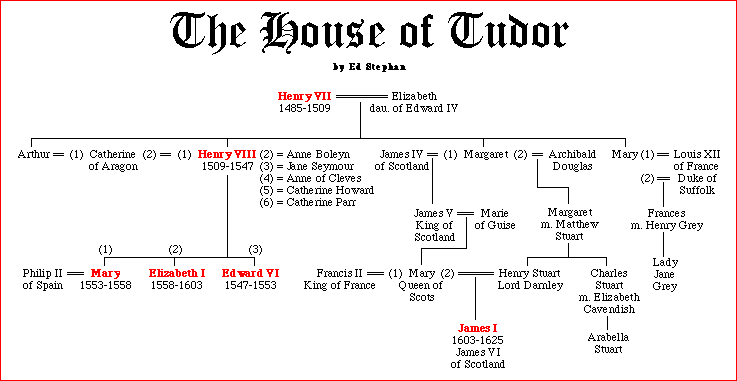 The House of Tudor
by Ed Stephan
Henry VII ═ Elizabeth
1485-1509 dau. of Edward IV
Arthur ═ (1) Catherine (2) ═ (1) Henry VIII (2) = Anne Boleyn
of Aragon 1509-1547 (3) = Jane Seymour
(4) = Anne of Cleves
(5) = Catherine Howard
(6) = Catherine Parr
James IV ═ (1) Margaret (2) ═ Archibald
of Scotland Douglas
Mary (1) ═ Louis XII
of France
(2) ═ Duke of
Suffolk
James V ═ Marie
King of of Guise
Scotland
Margaret
m. Matthew
Stuart
Frances
m. Henry Grey
(1) (2) (3)
Philip II ═ Mary Elizabeth I Edward VI
of Spain 1553-1558 1558-1603 1547-1553
Francis II ═ (1) Mary (2) ═ Henry Stuart
King of France Queen of Lord Darnley
Scots
Charles
Stuart
m. Elizabeth
Cavendish
Lady
Jane
Grey
James I
1603-1625
James VI
of Scotland
Arabella
Stuart